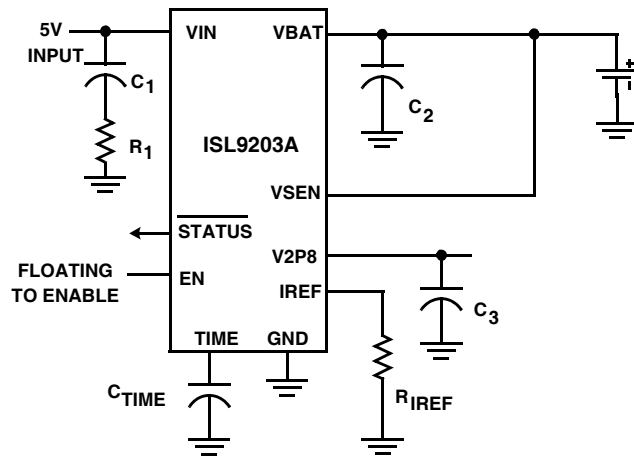 5V
INPUT
VIN
VBAT
C1
R1
C2
+
ISL9203A
VSEN
STATUS
V2P8
FLOATING
TO ENABLE
EN
IREF
C3
TIME
GND
CTIME
RIREF